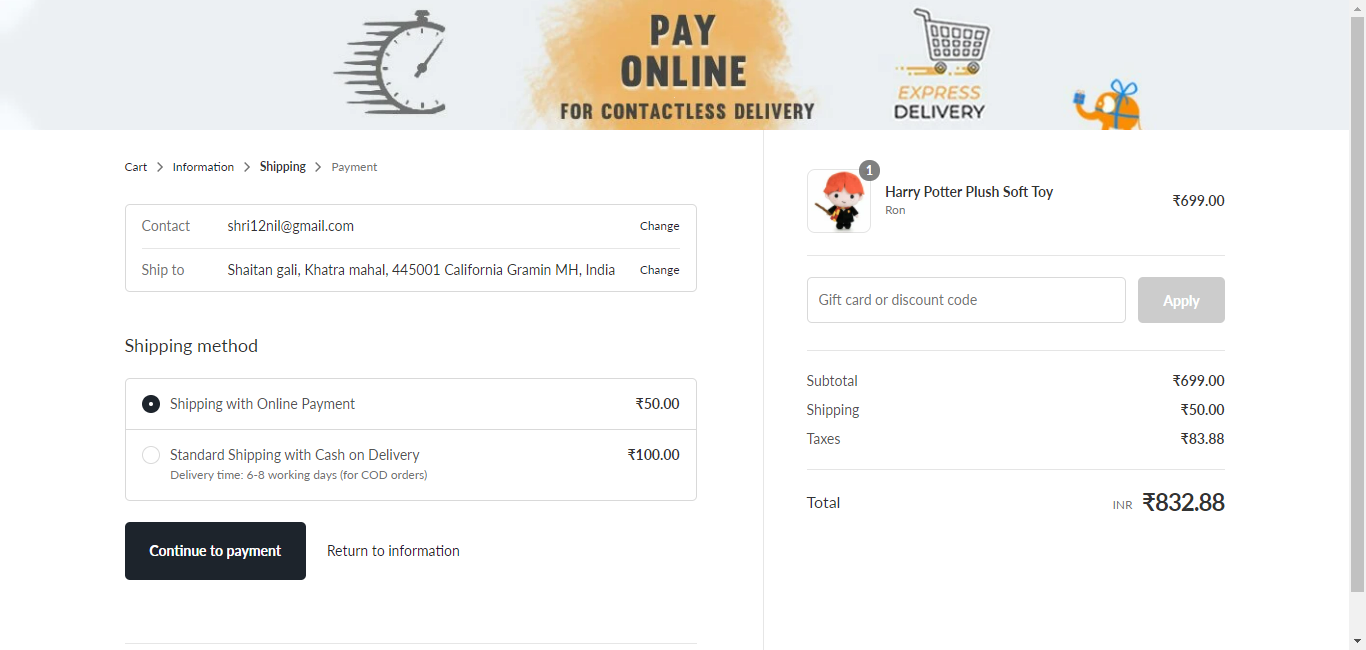 PAY
ONLINE
FOR CONTACTLESS DELIVERY
EXPRESS
DELIVERY
Cart > Information > Shipping > Payment
Contact shri12nil@gmail.com Change
Ship to Shaitan gali, Khatra mahal, 445001 California Gramin MH, India Change
Shipping method
Shipping with Online Payment ₹50.00
Standard Shipping with Cash on Delivery ₹100.00
Delivery time: 6-8 working days (for COD orders)
Continue to payment Return to information
1
Harry Potter Plush Soft Toy ₹699.00
Ron
Gift card or discount code Apply
Subtotal ₹699.00
Shipping ₹50.00
Taxes ₹83.88
Total INR ₹832.88